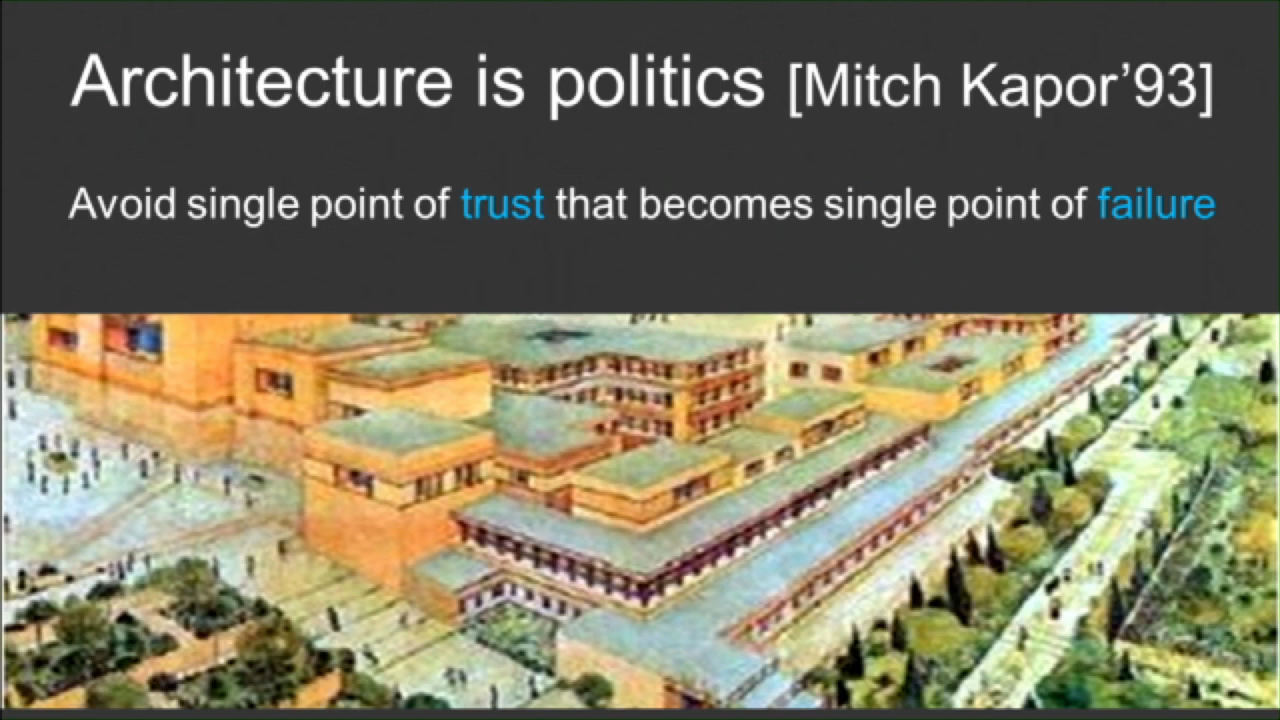 Architecture is politics [Mitch Kapor’93]
Avoid single point of trust that becomes single point of failure